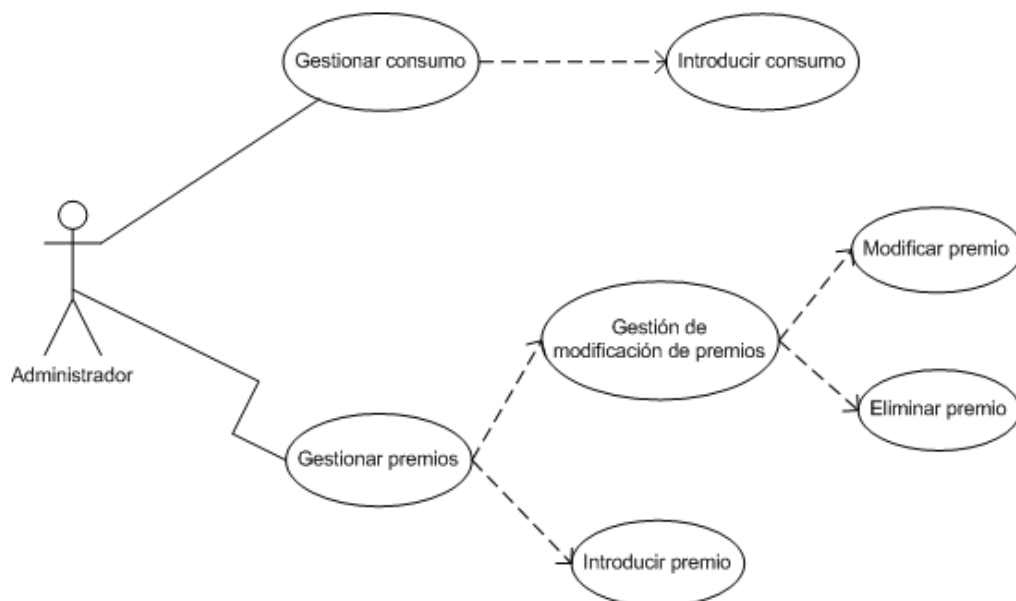 Gestionar consumo
Introducir consumo
Administrador
Modificar premio
Gestión de
modificación de premios
Eliminar premio
Gestionar premios
Introducir premio